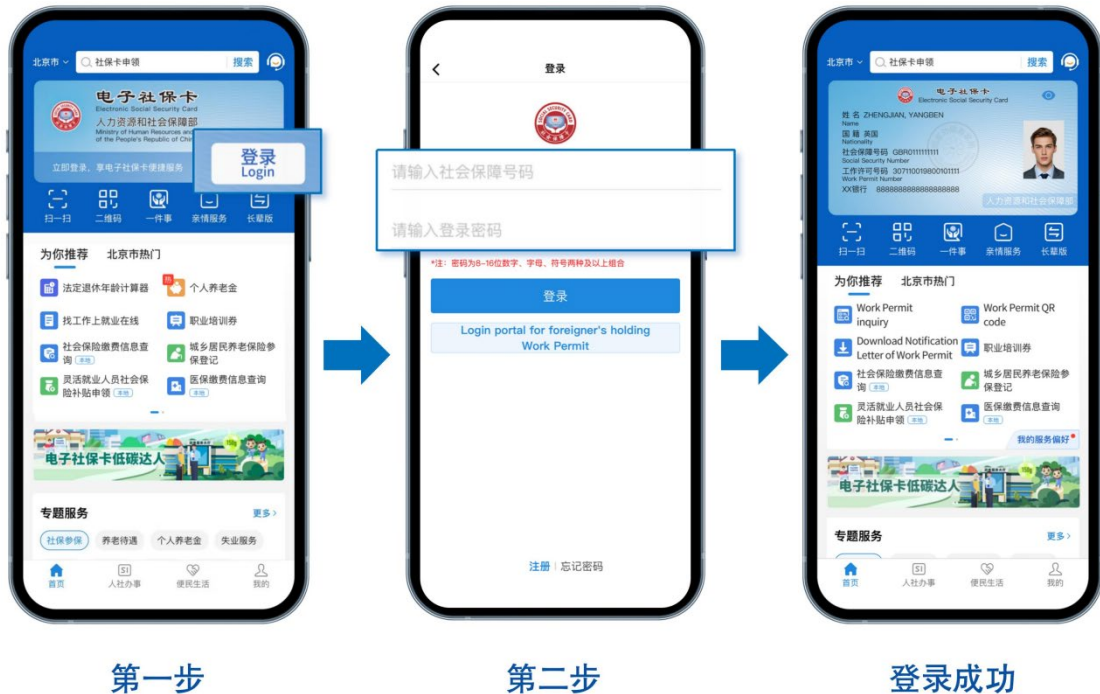 北京市
社保卡申领
搜索
电子社保卡
Electronic Social Security Card
人力资源和社会保障部
Ministry of Human Resources and
of the People's Republic of Chin
立即登录，享电子社保卡便捷服务
登录
Login
扫一扫
二维码
一件事
亲情服务
长辈版
为你推荐 北京市热门
法定退休年龄计算器
个人养老金
找工作上就业在线
职业培训券
社会保险缴费信息查
询 本地
城乡居民养老保险参
保登记
灵活就业人员社会保
险补贴申领 本地
医保缴费信息查询
本地
电子社保卡低碳达人
专题服务
更多>
社保参保
养老待遇
个人养老金
失业服务
首页
人社办事
便民生活
我的
第一步
登录
请输入社会保障号码
请输入登录密码
*注：密码为8-16位数字、字母、符号两种及以上组合
登录
Login portal for foreigner's holding
Work Permit
注册 | 忘记密码
第二步
北京市
社保卡申领
搜索
电子社保卡
Electronic Social Security Card
姓 名 ZHENGJIAN, YANGBEN
Name
国 籍 英国
Nationality
社会保障号码 GBR0111111111
Social Security Number
工作许可号码 307110019800101111
Work Permit Number
XX银行 8888888888888888888
人力资源和社会保障部
扫一扫
二维码
一件事
亲情服务
长辈版
为你推荐 北京市热门
Work Permit
inquiry
Work Permit QR
code
Download Notification
Letter of Work Permit
职业培训券
社会保险缴费信息查
询 本地
城乡居民养老保险参
保登记
灵活就业人员社会保
险补贴申领 本地
医保缴费信息查询
本地
我的服务偏好
电子社保卡低碳达人
专题服务
更多>
首页
人社办事
便民生活
我的
登录成功